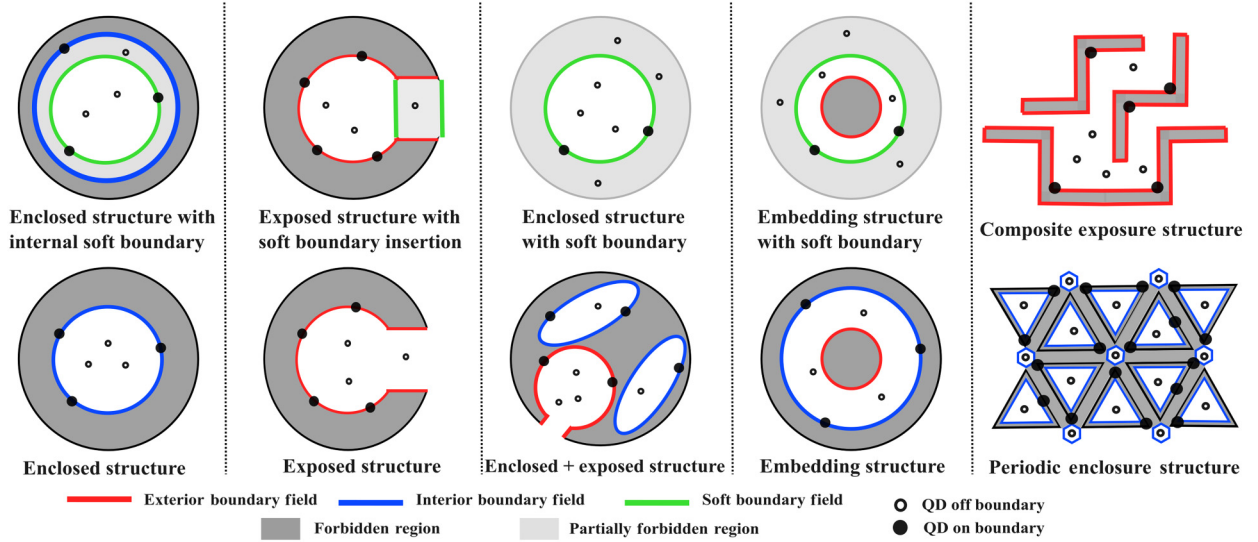 Enclosed structure with
internal soft boundary
Exposed structure with
soft boundary insertion
Enclosed structure
with soft boundary
Embedding structure
with soft boundary
Composite exposure structure
Enclosed structure
Exposed structure
Enclosed + exposed structure
Embedding structure
Periodic enclosure structure
Exterior boundary field
Interior boundary field
Soft boundary field
QD off boundary
Forbidden region
Partially forbidden region
QD on boundary